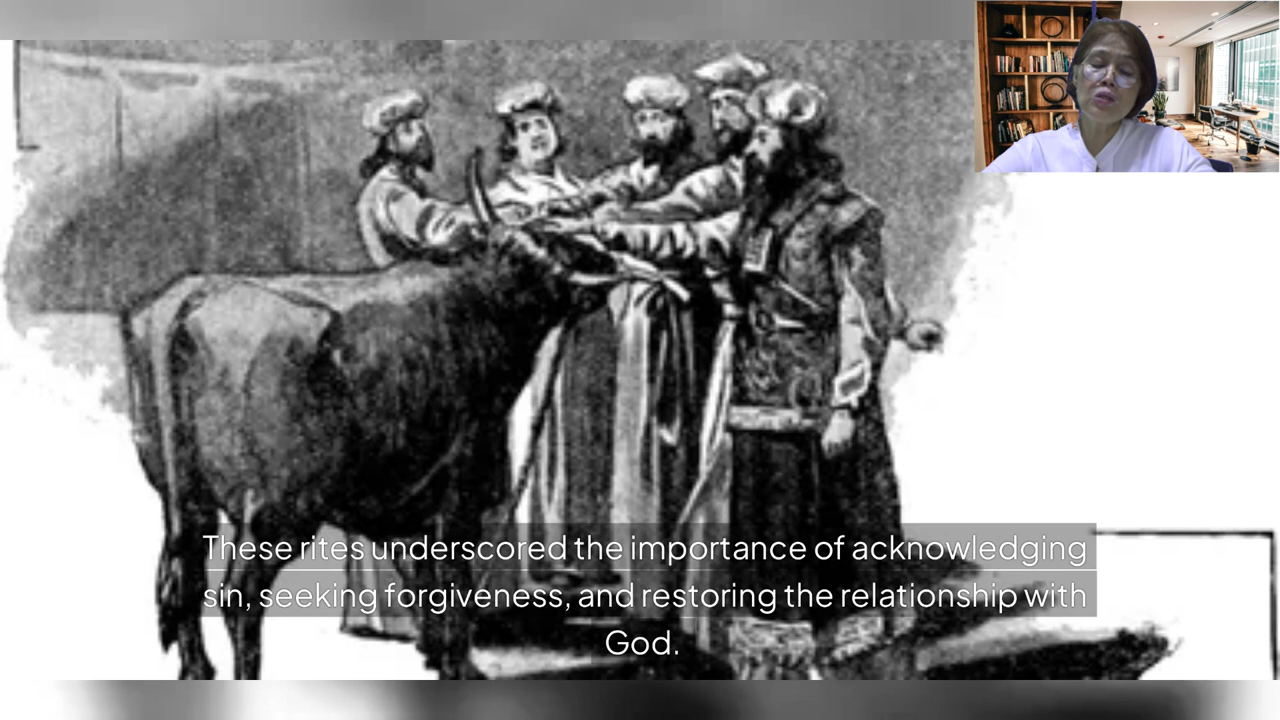 These rites underscored the importance of acknowledging
sin, seeking forgiveness, and restoring the relationship with
God.